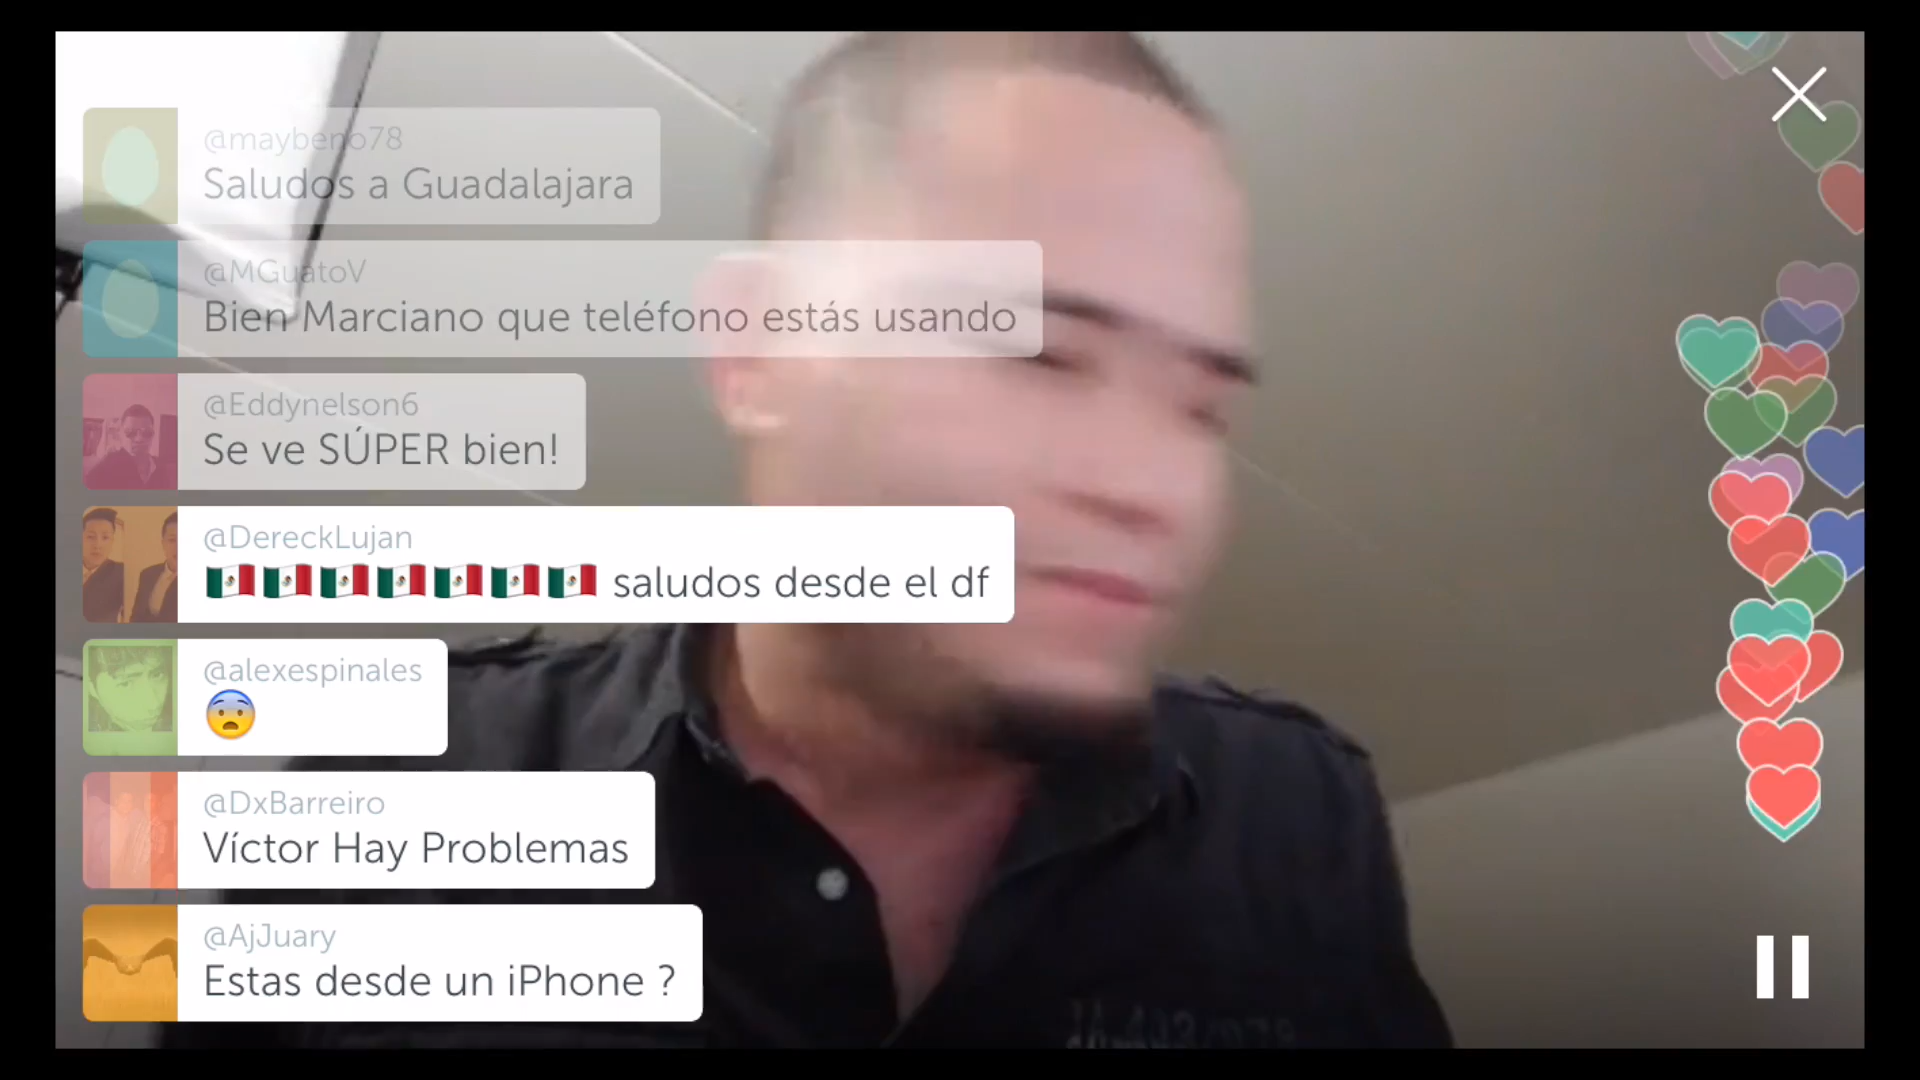 @maybeno78
Saludos a Guadalajara
@MGuatoV
Bien Marciano que teléfono estás usando
@Eddynelson6
Se ve SÚPER bien!
@DereckLujan
🇲🇽🇲🇽🇲🇽🇲🇽🇲🇽🇲🇽🇲🇽 saludos desde el df
@alexespinales
😨
@DxBarreiro
Víctor Hay Problemas
@AjJuary
Estas desde un iPhone ?